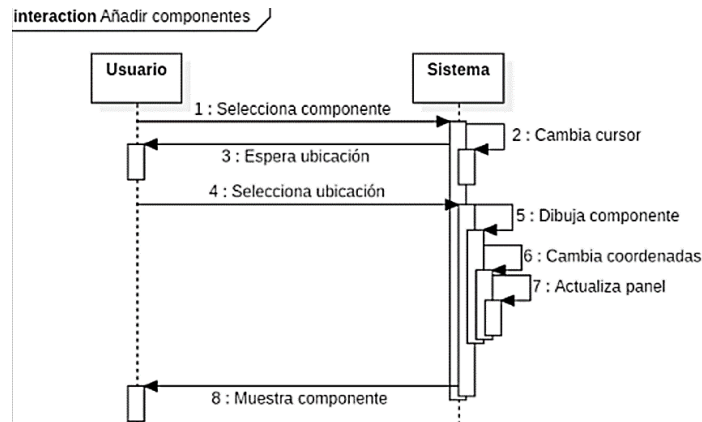 interaction Añadir componentes
Usuario
Sistema
1 : Selecciona componente
2 : Cambia cursor
3 : Espera ubicación
4 : Selecciona ubicación
5 : Dibuja componente
6 : Cambia coordenadas
7 : Actualiza panel
8 : Muestra componente